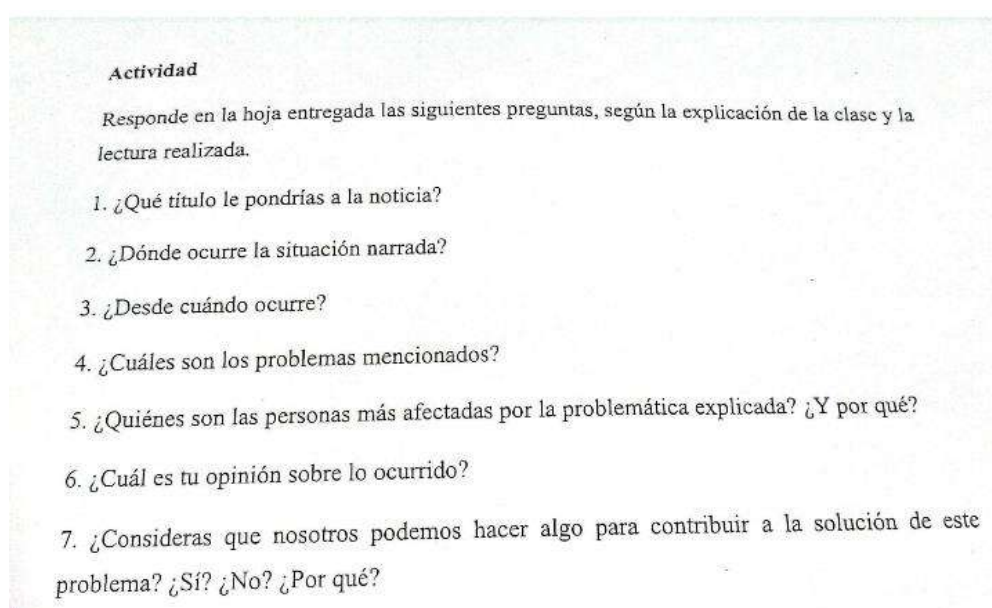 Actividad
Responde en la hoja entregada las siguientes preguntas, según la explicación de la clase y la
lectura realizada.
1. ¿Qué título le pondrías a la noticia?
2. ¿Dónde ocurre la situación narrada?
3. ¿Desde cuándo ocurre?
4. ¿Cuáles son los problemas mencionados?
5. ¿Quiénes son las personas más afectadas por la problemática explicada? ¿Y por qué?
6. ¿Cuál es tu opinión sobre lo ocurrido?
7. ¿Consideras que nosotros podemos hacer algo para contribuir a la solución de este
problema? ¿Sí? ¿No? ¿Por qué?